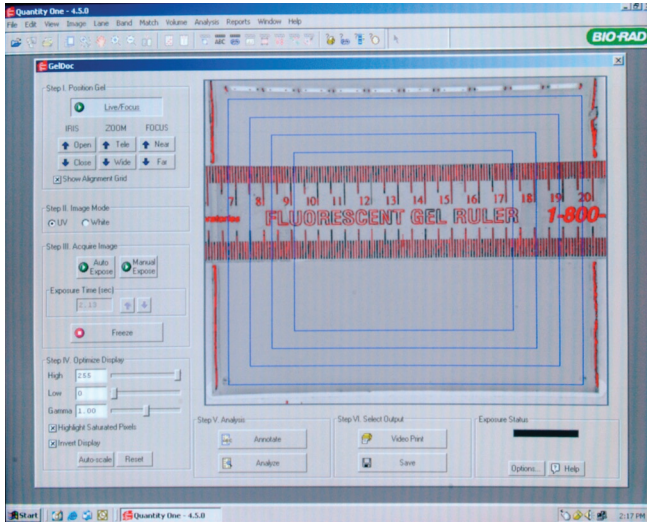 Quantity One - 4.5.0
File Edit View Image Lane Band Match Volume Analysis Reports Window Help
ABC
BIO-RAD
GelDoc
Step I. Position Gel
Live/Focus
IRIS ZOOM FOCUS
Open Tele Near
Close Wide Far
Show Alignment Grid
Step II. Image Mode
UV White
Step III. Acquire Image
Auto Expose Manual Expose
Exposure Time (sec)
Freeze
Step IV. Optimize Display
High 255
Low 0
Gamma 1.00
Highlight Saturated Pixels
Invert Display
Auto-scale Reset
7 8 9 10 11 12 13 14 15 16 17 18 19 20
FLUORESCENT GEL RULER 1-800-
Step V. Analysis
Annotate
Analyze
Step VI. Select Output
Video Print
Save
Exposure Status
Options... Help
Start Quantity One - 4.5.0 2:17 PM